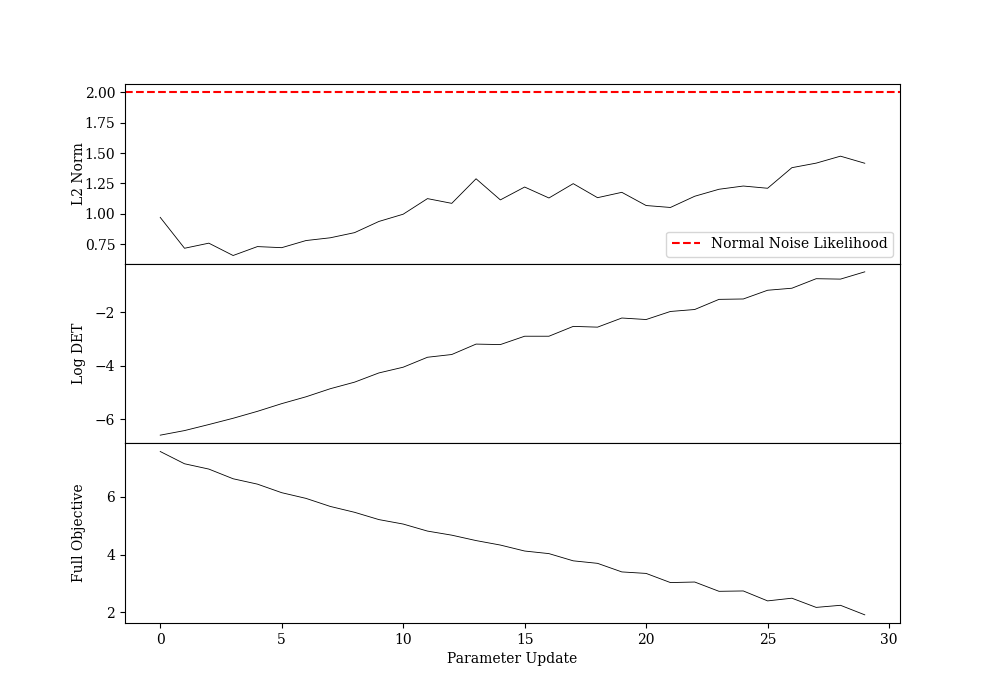 2.00
1.75
1.50
1.25
1.00
0.75
L2 Norm
Normal Noise Likelihood
−2
−4
−6
Log DET
6
4
2
Full Objective
0 5 10 15 20 25 30
Parameter Update